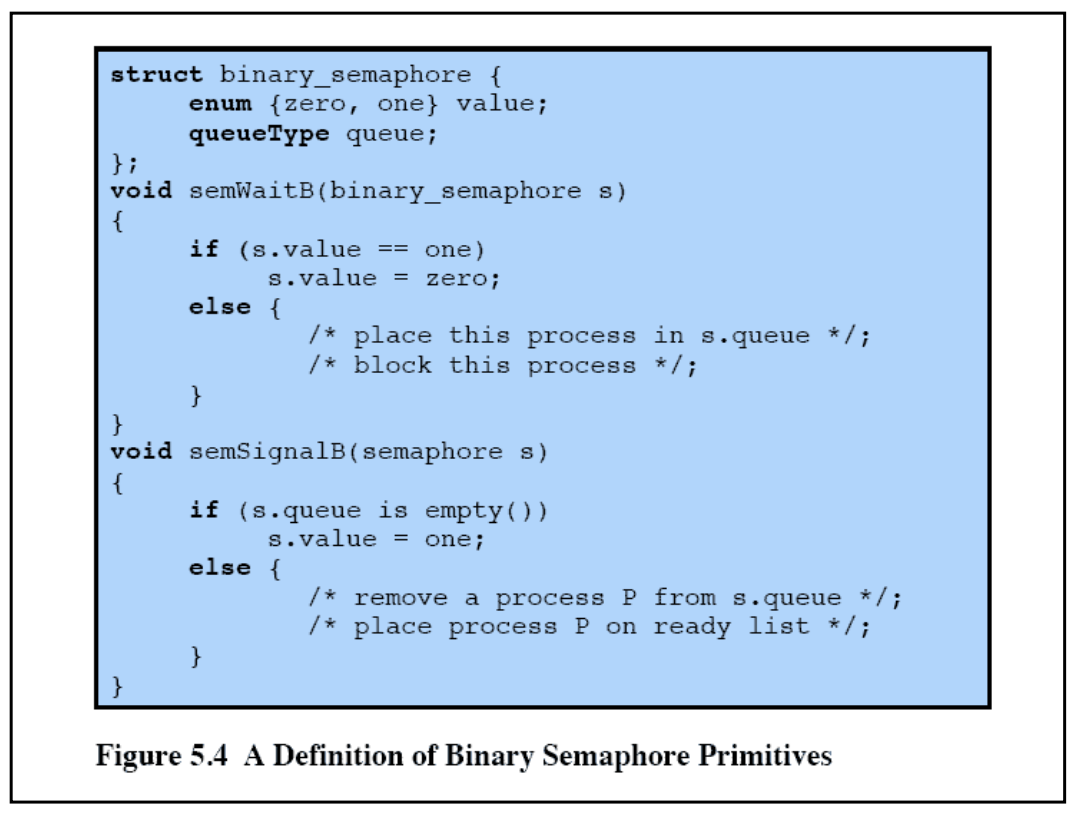 struct binary_semaphore {
     enum {zero, one} value;
     queueType queue;
};
void semWaitB(binary_semaphore s)
{
     if (s.value == one)
          s.value = zero;
     else {
            /* place this process in s.queue */;
            /* block this process */;
     }
}
void semSignalB(semaphore s)
{
     if (s.queue is empty())
          s.value = one;
     else {
            /* remove a process P from s.queue */;
            /* place process P on ready list */;
     }
}
Figure 5.4 A Definition of Binary Semaphore Primitives